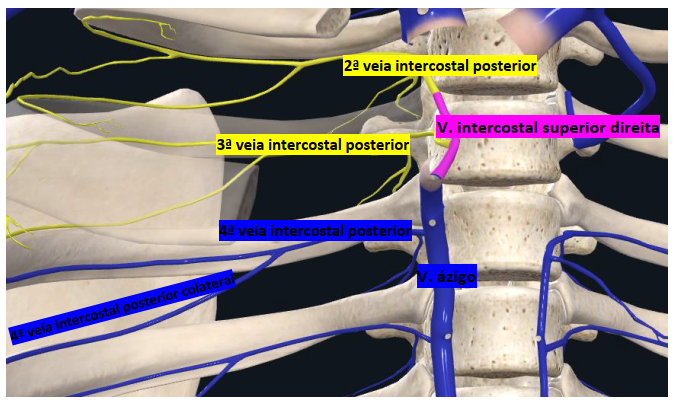 2ª veia intercostal posterior
V. intercostal superior direita
3ª veia intercostal posterior
4ª veia intercostal posterior
V. ázigo
4ª veia intercostal posterior colateral